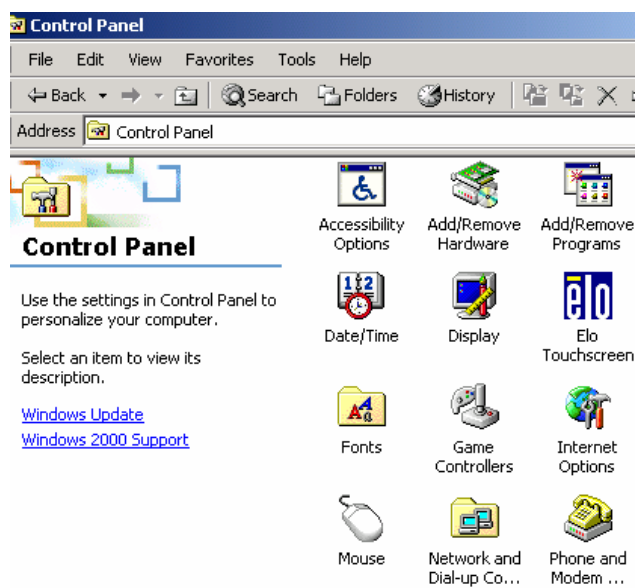 Control Panel
File Edit View Favorites Tools Help
Back Search Folders History
Address Control Panel
Control Panel
Use the settings in Control Panel to
personalize your computer.
Select an item to view its
description.
Windows Update
Windows 2000 Support
Accessibility
Options
Add/Remove
Hardware
Add/Remove
Programs
12
Date/Time
Display
elo
Elo
Touchscreen
Fonts
Game
Controllers
Internet
Options
Mouse
Network and
Dial-up Co...
Phone and
Modem ...